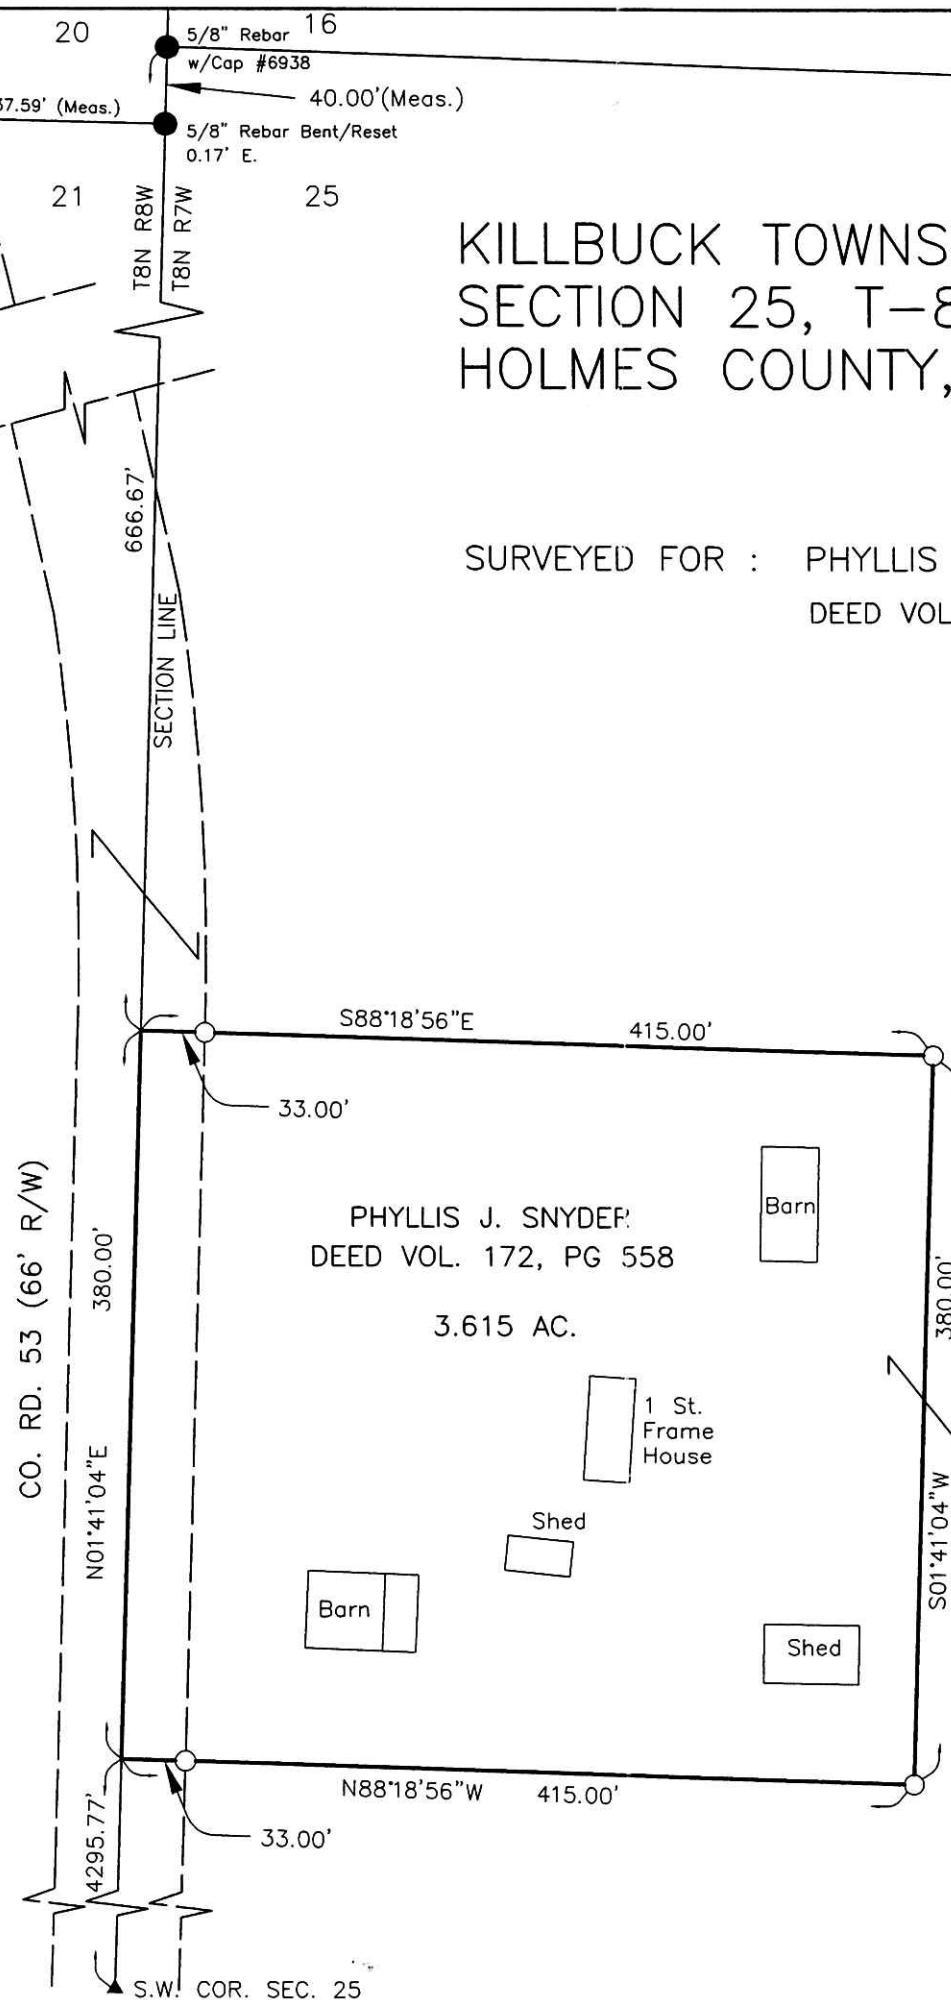 20
16
5/8" Rebar
w/Cap #6938
40.00'(Meas.)
37.59' (Meas.)
5/8" Rebar Bent/Reset
0.17' E.
21
25
T8N R8W
T8N R7W
KILLBUCK TOWNS
SECTION 25, T-8
HOLMES COUNTY,
666.67'
SURVEYED FOR : PHYLLIS
DEED VOL
SECTION LINE
S88°18'56"E 415.00'
33.00'
CO. RD. 53 (66' R/W)
380.00'
N01°41'04"E
PHYLLIS J. SNYDER
DEED VOL. 172, PG 558
3.615 AC.
Barn
380.00'
S01°41'04"W
1 St.
Frame
House
Shed
Barn
Shed
N88°18'56"W 415.00'
33.00'
4295.77'
S.W. COR. SEC. 25